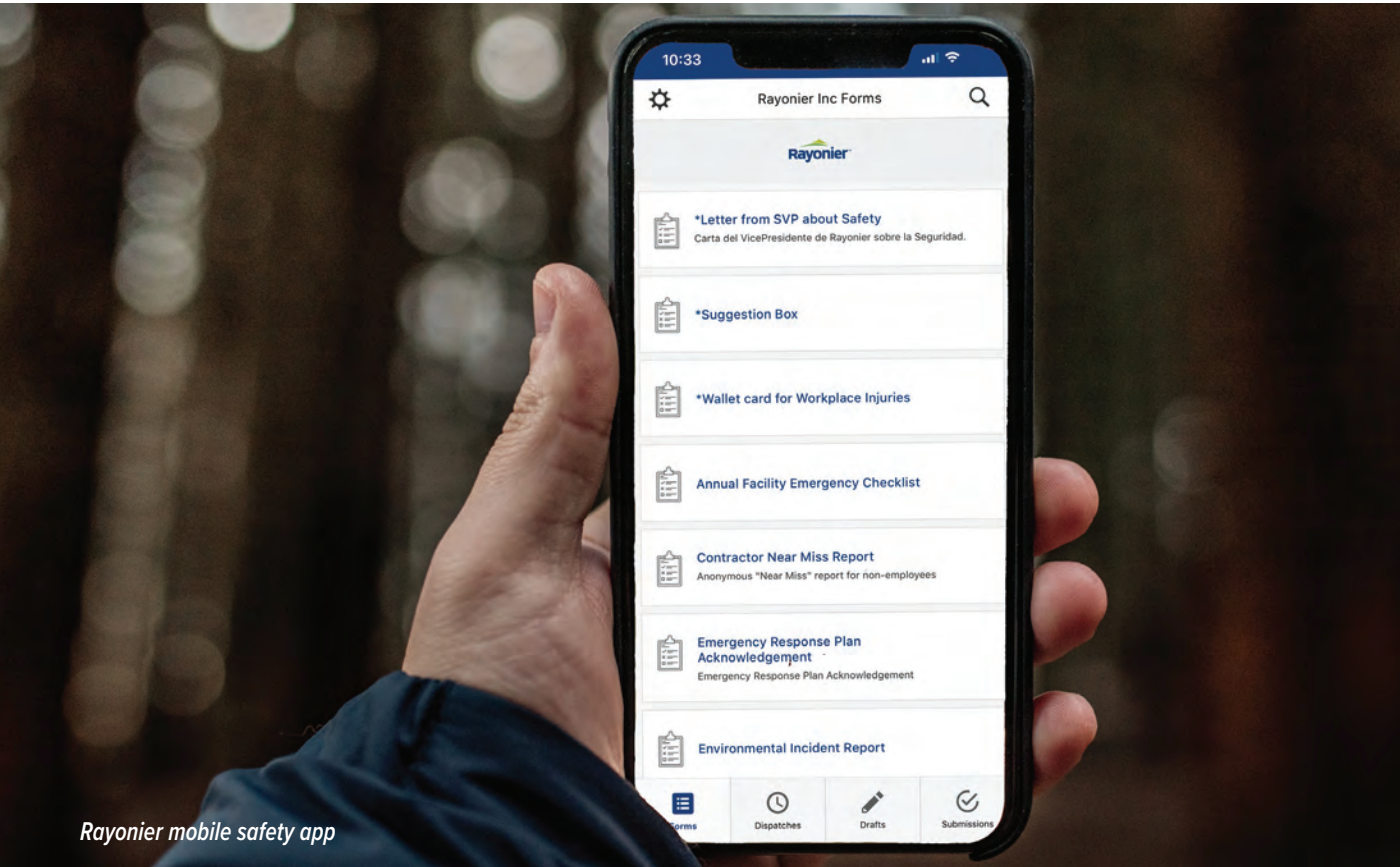 10:33
Rayonier Inc Forms
Rayonier
*Letter from SVP about Safety
Carta del VicePresidente de Rayonier sobre la Seguridad.
*Suggestion Box
*Wallet card for Workplace Injuries
Annual Facility Emergency Checklist
Contractor Near Miss Report
Anonymous "Near Miss" report for non-employees
Emergency Response Plan
Acknowledgement
Emergency Response Plan Acknowledgement
Environmental Incident Report
Forms Dispatches Drafts Submissions
Rayonier mobile safety app